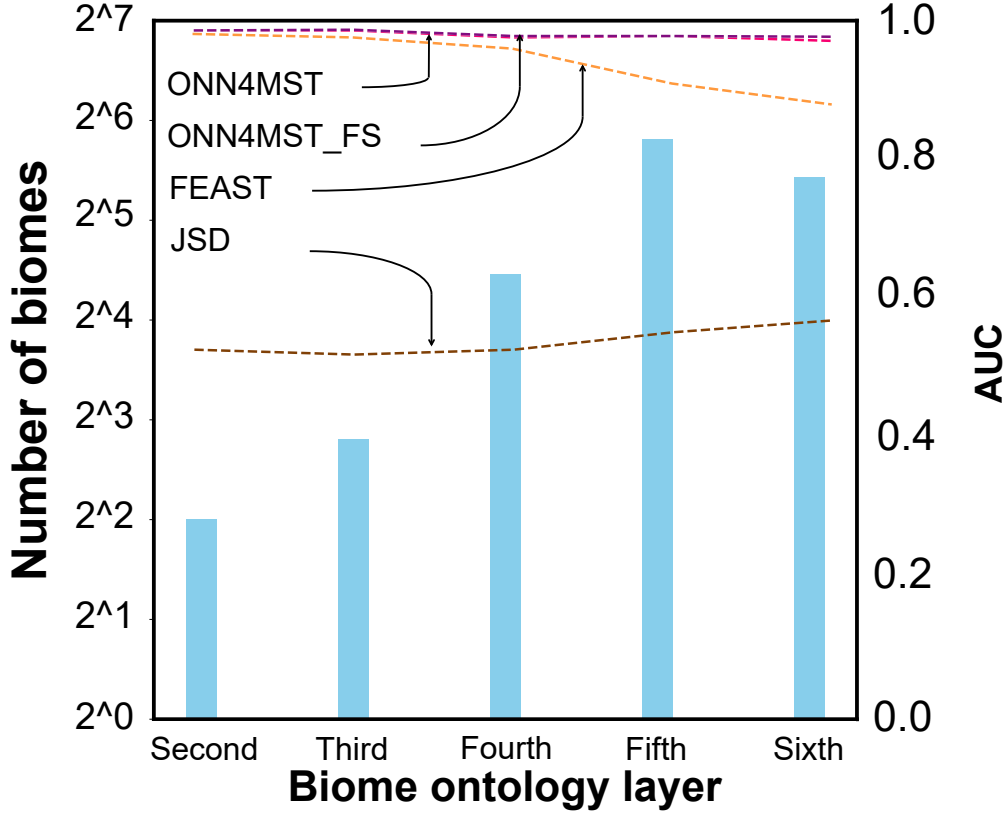 2^7
2^6
2^5
2^4
2^3
2^2
2^1
2^0
Number of biomes
ONN4MST
ONN4MST_FS
FEAST
JSD
1.0
0.8
0.6
0.4
0.2
0.0
AUC
Second Third Fourth Fifth Sixth
Biome ontology layer